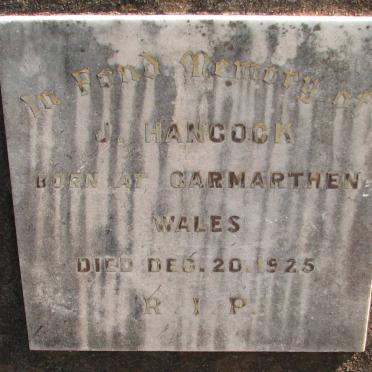 In Fond Memory of
J. HANCOCK
BORN AT CARMARTHEN
WALES
DIED DEC. 20. 1925
R. I. P.